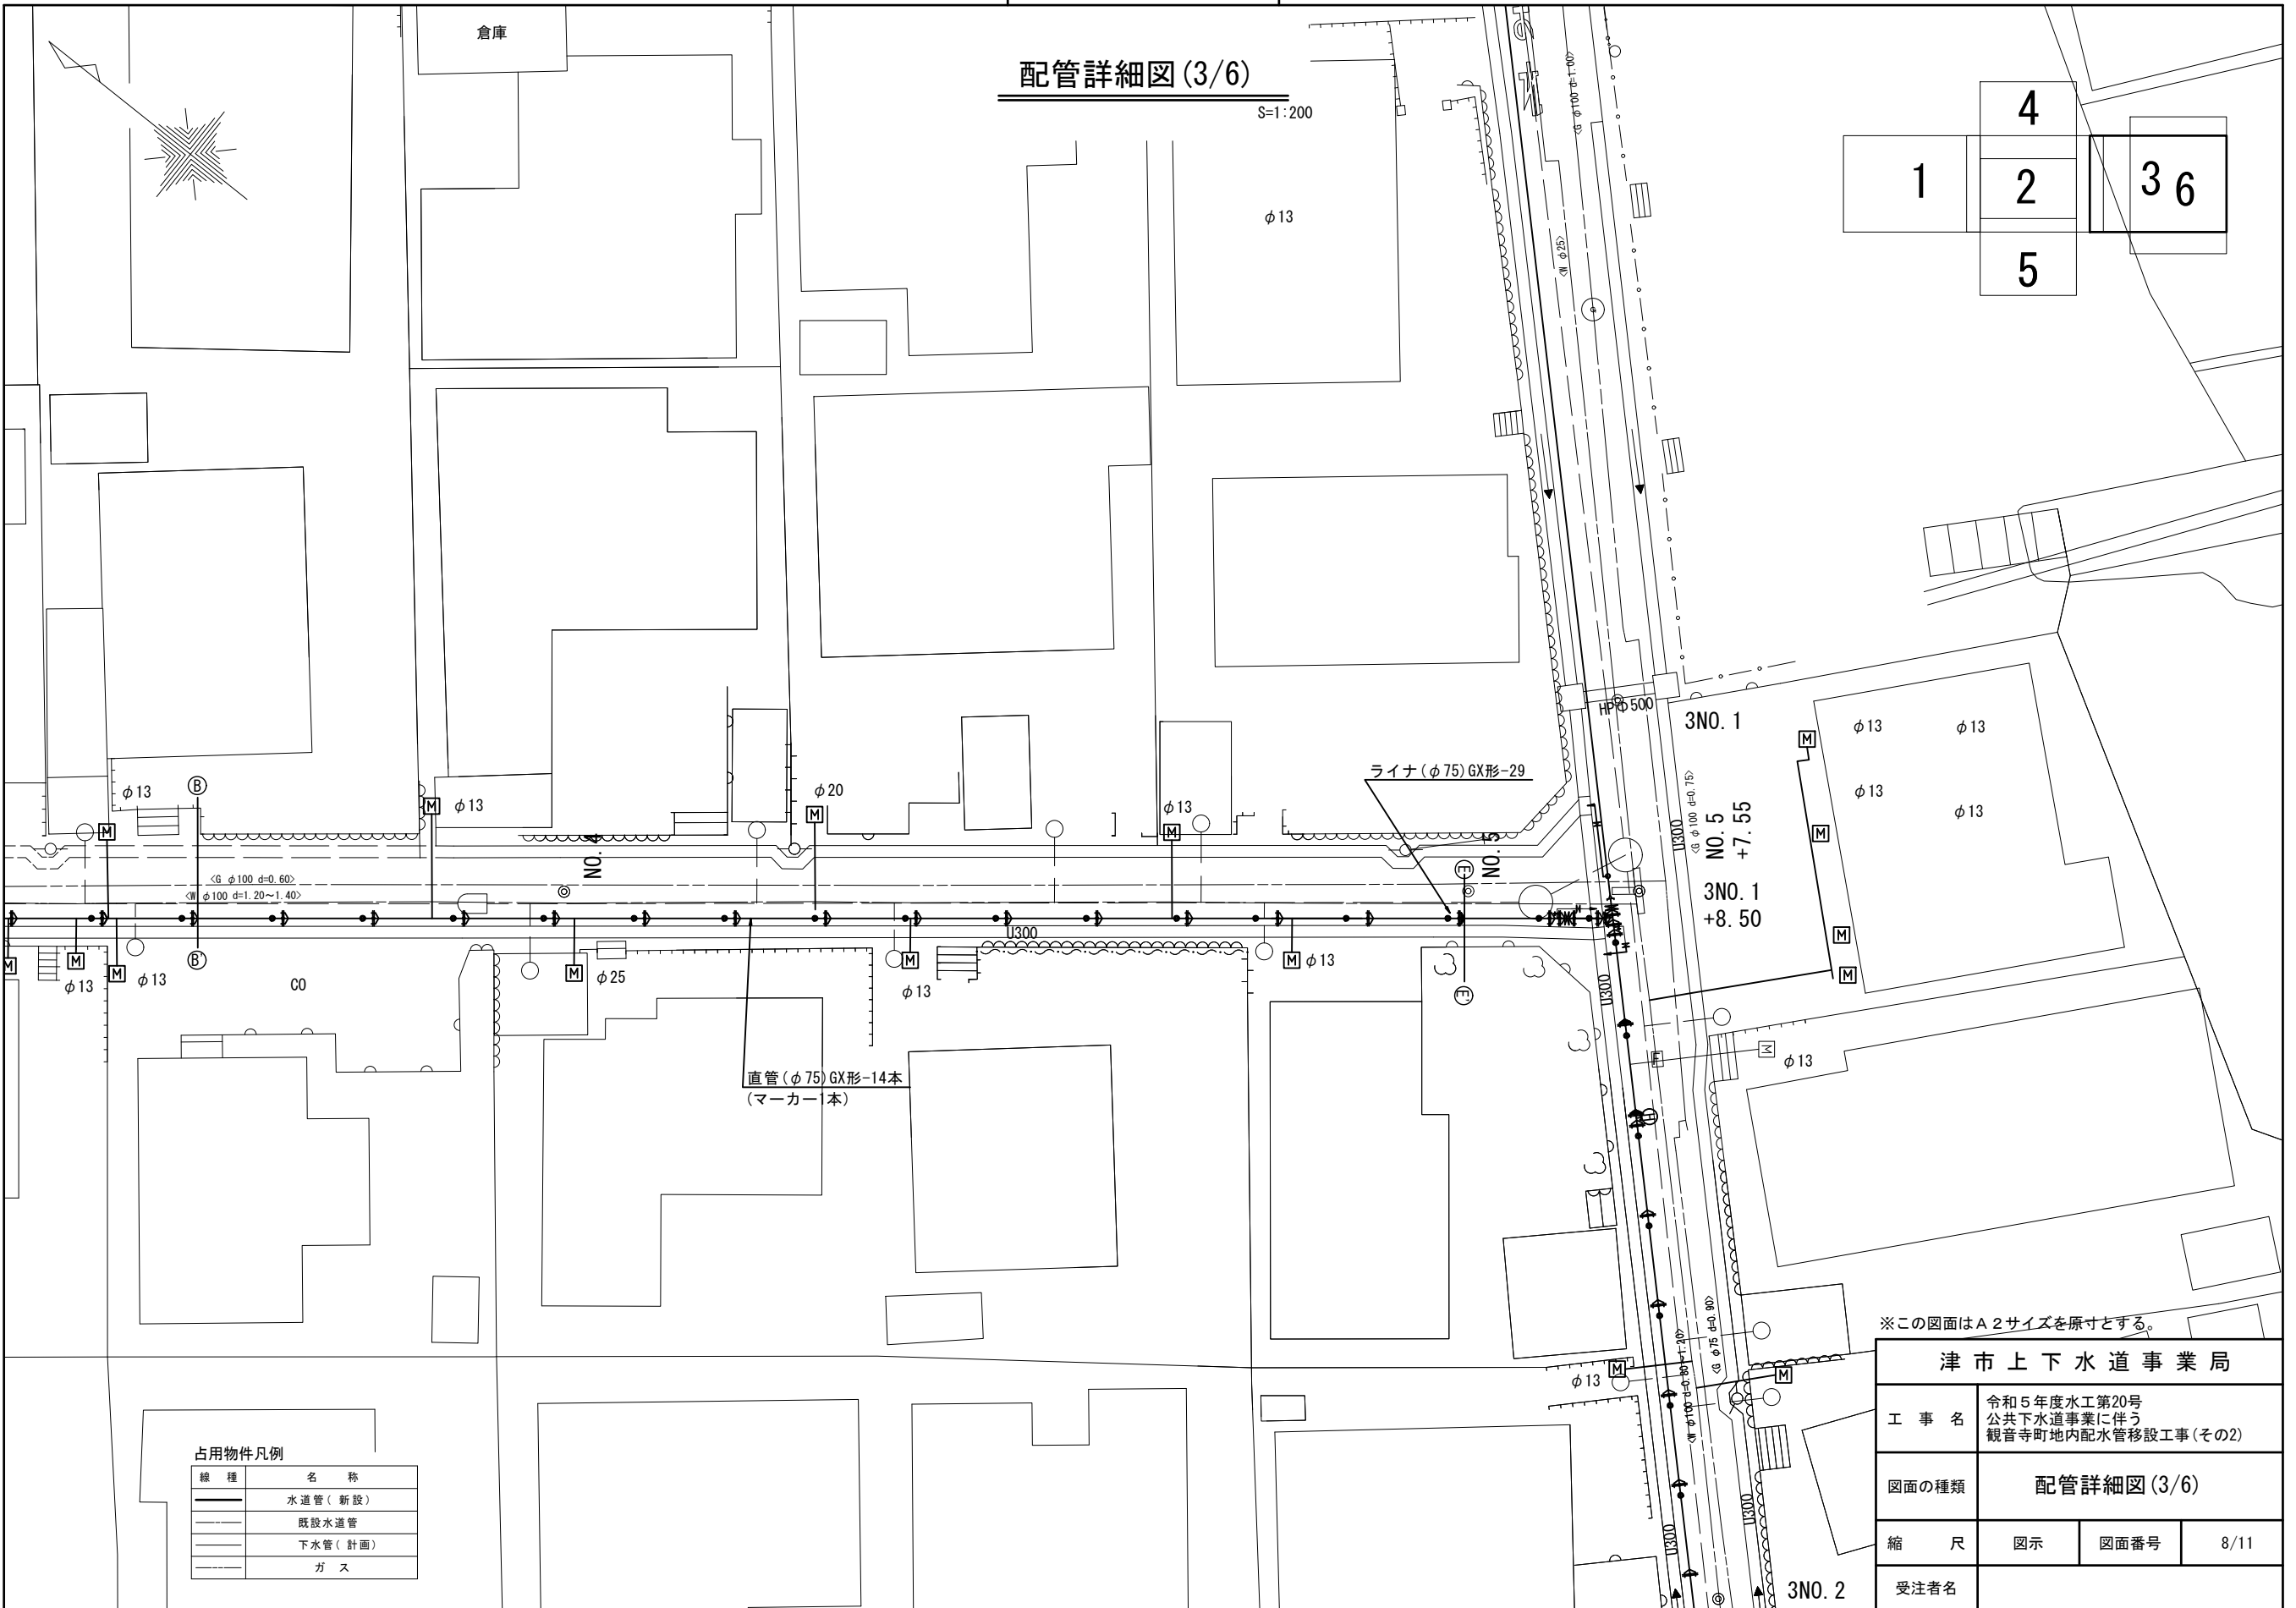 倉庫
配管詳細図(3/6)
S=1:200
<G φ100 d=1.00>
<W φ25>
4
1
2
3
6
5
φ13
HPφ500
3NO.1
φ13
φ13
φ13
φ13
<G φ100 d=0.75>
U300
NO.5
+7.55
3NO.1
+8.50
ライナ(φ75)GX形-29
φ13
B
M
φ13
φ20
M
φ13
M
M
NO.4
NO.5
E
<G φ100 d=0.60>
<W φ100 d=1.20~1.40>
U300
M
M
M
M
M
M
M
M
φ13
φ13
B'
CO
φ25
φ13
φ13
E'
U300
M
M
M
M
直管(φ75)GX形-14本
(マーカー1本)
M
φ13
H
<W φ100 d=0.80~1.20>
<G φ75 d=0.90>
φ13
M
M
U300
U300
3NO.2
占用物件凡例
線 種 名 称
水道管( 新設)
既設水道管
下水管( 計画)
ガ ス
※この図面はA2サイズを原寸とする。
津市上下水道事業局
工 事 名
令和5年度水工第20号
公共下水道事業に伴う
観音寺町地内配水管移設工事(その2)
図面の種類 配管詳細図(3/6)
縮 尺 図示 図面番号 8/11
受注者名